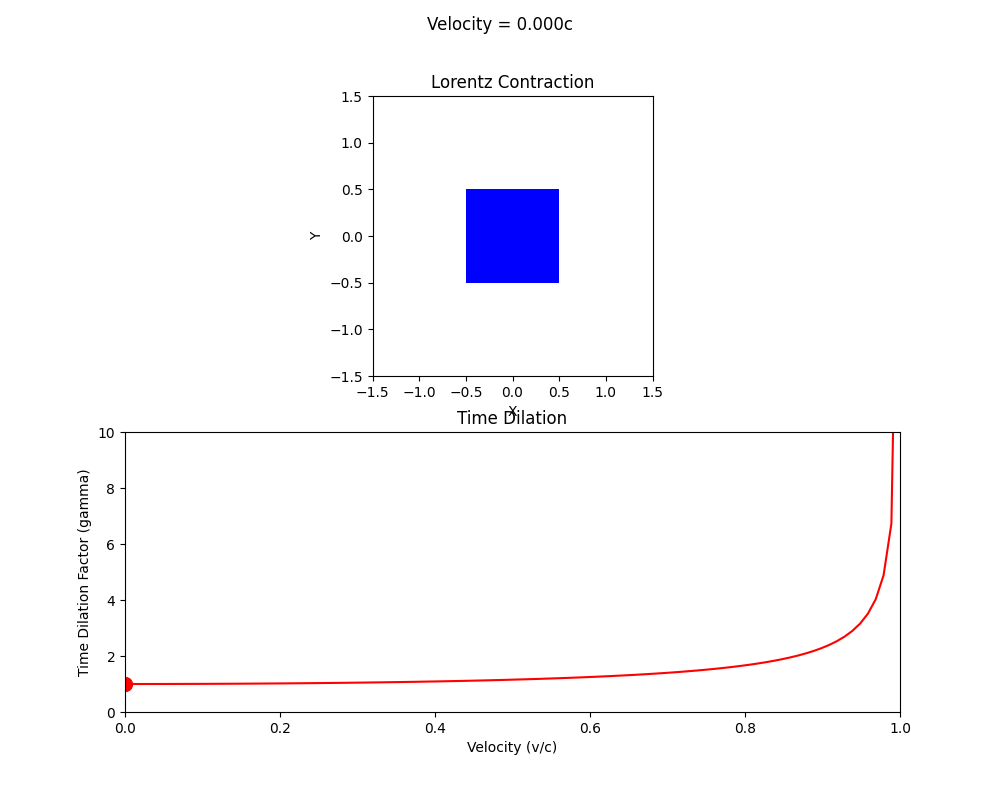 Velocity = 0.000c
Lorentz Contraction
1.5
1.0
0.5
0.0
−0.5
−1.0
−1.5
Y
−1.5 −1.0 −0.5 0.0 0.5 1.0 1.5
X
Time Dilation
10
8
6
4
2
0
Time Dilation Factor (gamma)
0.0 0.2 0.4 0.6 0.8 1.0
Velocity (v/c)